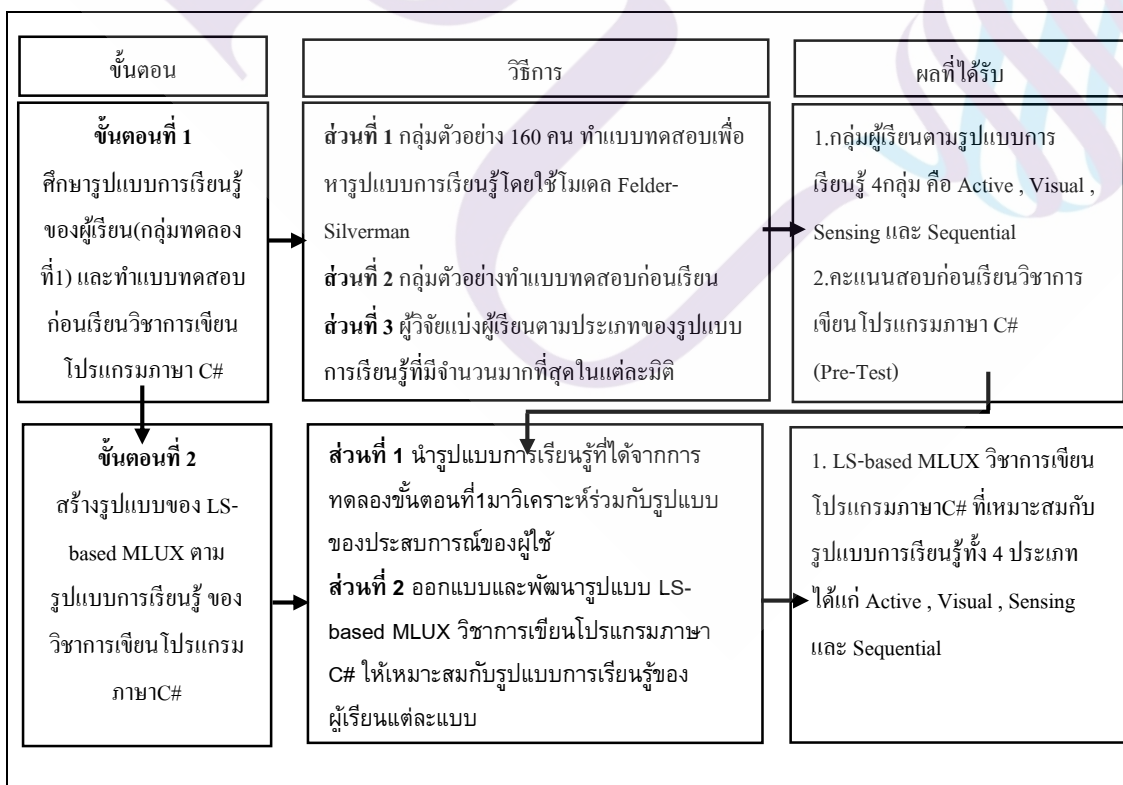 ขั้นตอน
วิธีการ
ผลที่ได้รับ
ขั้นตอนที่ 1
ศึกษารูปแบบการเรียนรู้
ของผู้เรียน(กลุ่มทดลอง
ที่1) และทำแบบทดสอบ
ก่อนเรียนวิชาการเขียน
โปรแกรมภาษา C#
ส่วนที่ 1 กลุ่มตัวอย่าง 160 คน ทำแบบทดสอบเพื่อ
หารูปแบบการเรียนรู้โดยใช้โมเดล Felder-
Silverman
ส่วนที่ 2 กลุ่มตัวอย่างทำแบบทดสอบก่อนเรียน
ส่วนที่ 3 ผู้วิจัยแบ่งผู้เรียนตามประเภทของรูปแบบ
การเรียนรู้ที่มีจำนวนมากที่สุดในแต่ละมิติ
1.กลุ่มผู้เรียนตามรูปแบบการ
เรียนรู้ 4กลุ่ม คือ Active , Visual ,
Sensing และ Sequential
2.คะแนนสอบก่อนเรียนวิชาการ
เขียนโปรแกรมภาษา C#
(Pre-Test)
ขั้นตอนที่ 2
สร้างรูปแบบของ LS-
based MLUX ตาม
รูปแบบการเรียนรู้ ของ
วิชาการเขียนโปรแกรม
ภาษาC#
ส่วนที่ 1 นำรูปแบบการเรียนรู้ที่ได้จากการ
ทดลองขั้นตอนที่1มาวิเคราะห์ร่วมกับรูปแบบ
ของประสบการณ์ของผู้ใช้
ส่วนที่ 2 ออกแบบและพัฒนารูปแบบ LS-
based MLUX วิชาการเขียนโปรแกรมภาษา
C# ให้เหมาะสมกับรูปแบบการเรียนรู้ของ
ผู้เรียนแต่ละแบบ
1. LS-based MLUX วิชาการเขียน
โปรแกรมภาษาC# ที่เหมาะสมกับ
รูปแบบการเรียนรู้ทั้ง 4 ประเภท
ได้แก่ Active , Visual , Sensing
และ Sequential